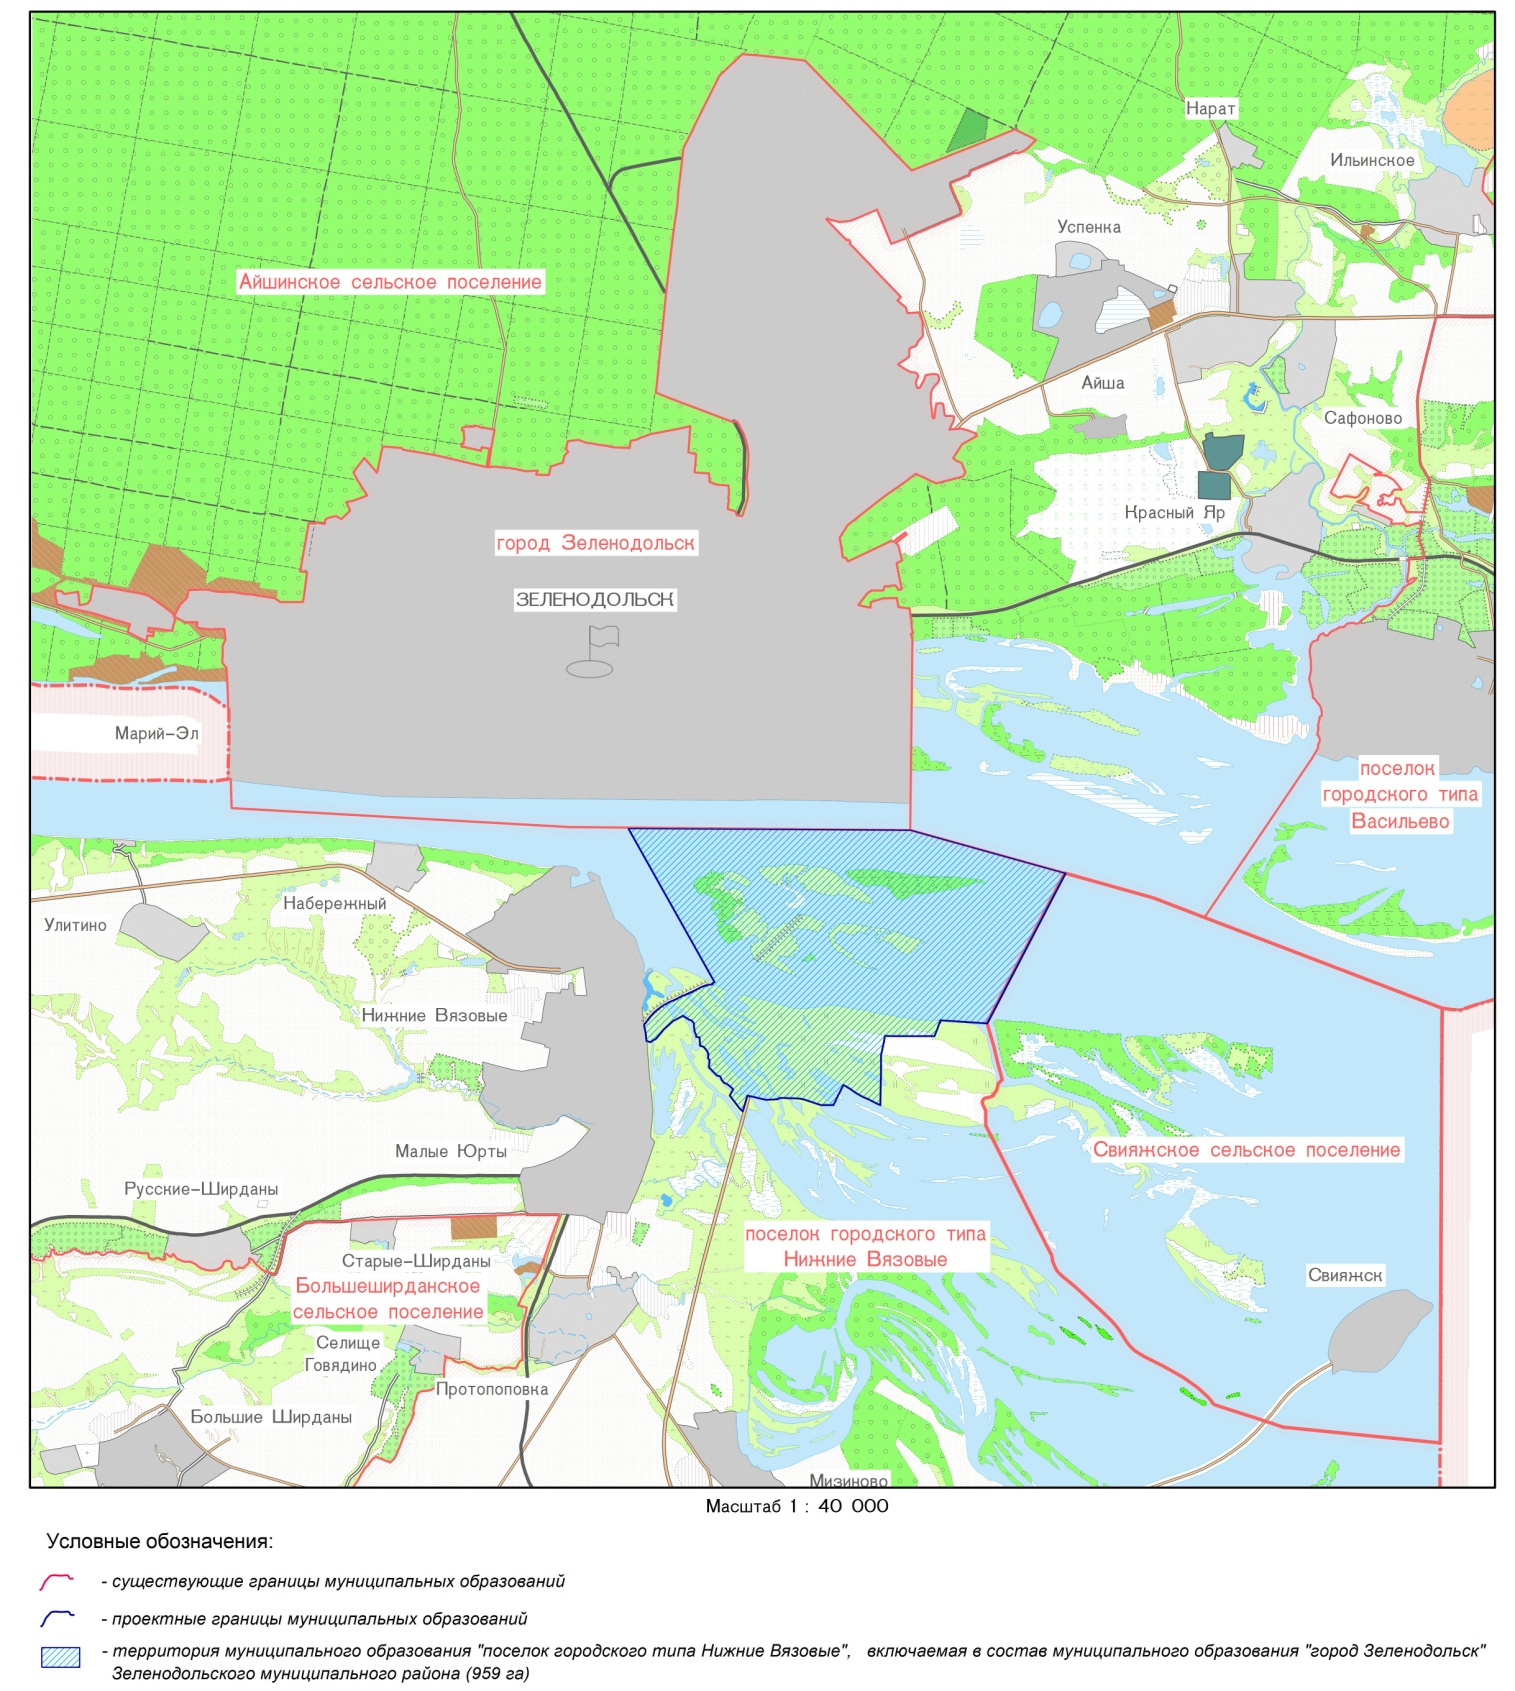 Нарат
Ильинское
Успенка
Айшинское сельское поселение
Айша
Сафоново
Красный Яр
город Зеленодольск
ЗЕЛЕНОДОЛЬСК
Марий-Эл
поселок
городского типа
Васильево
Набережный
Улитино
Нижние Вязовые
Малые Юрты
Свияжское сельское поселение
Русские-Ширданы
поселок городского типа
Нижние Вязовые
Старые-Ширданы
Свияжск
Большеширданское
сельское поселение
Селище
Говядино
Протопоповка
Большие Ширданы
Мизиново
Масштаб 1 : 40 000
Условные обозначения:
- существующие границы муниципальных образований
- проектные границы муниципальных образований
- территория муниципального образования "поселок городского типа Нижние Вязовые", включаемая в состав муниципального образования "город Зеленодольск"
Зеленодольского муниципального района (959 га)